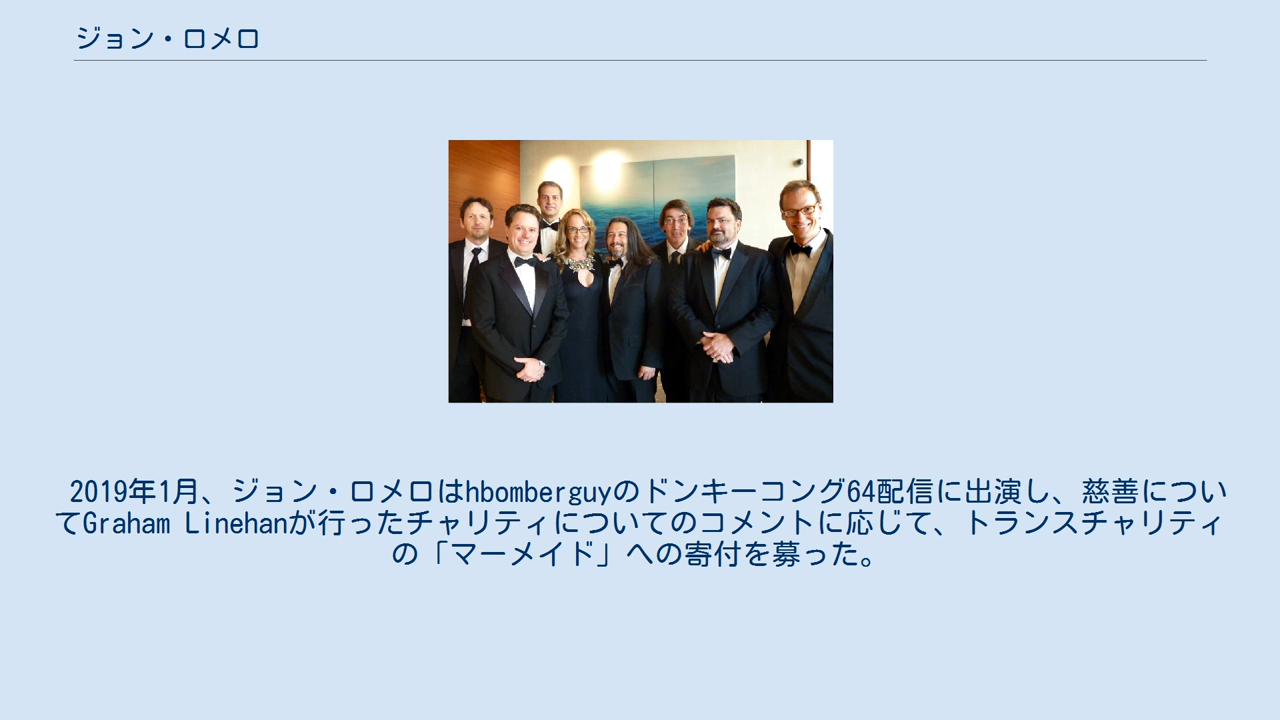 ジョン・ロメロ
2019年1月、ジョン・ロメロはhbomberguyのドンキーコング64配信に出演し、慈善につい
てGraham Linehanが行ったチャリティについてのコメントに応じて、トランスチャリティ
の「マーメイド」への寄付を募った。